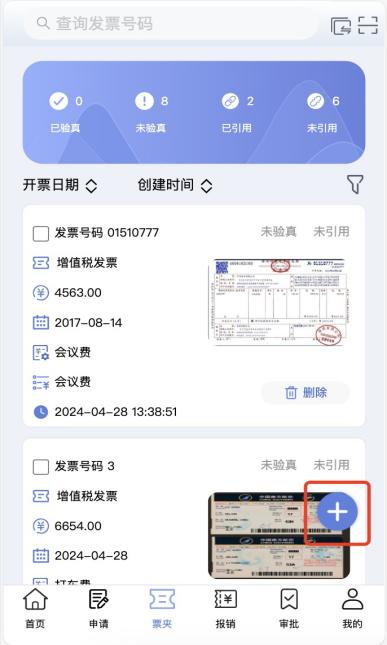 查询发票号码
0 8 2 6
已验真 未验真 已引用 未引用
开票日期 创建时间
发票号码 01510777 未验真 未引用
增值税发票
4563.00
2017-08-14
会议费
会议费
删除
2024-04-28 13:38:51
发票号码 3 未验真 未引用
增值税发票
6654.00
2024-04-28
打车费
首页 申请 票夹 报销 审批 我的